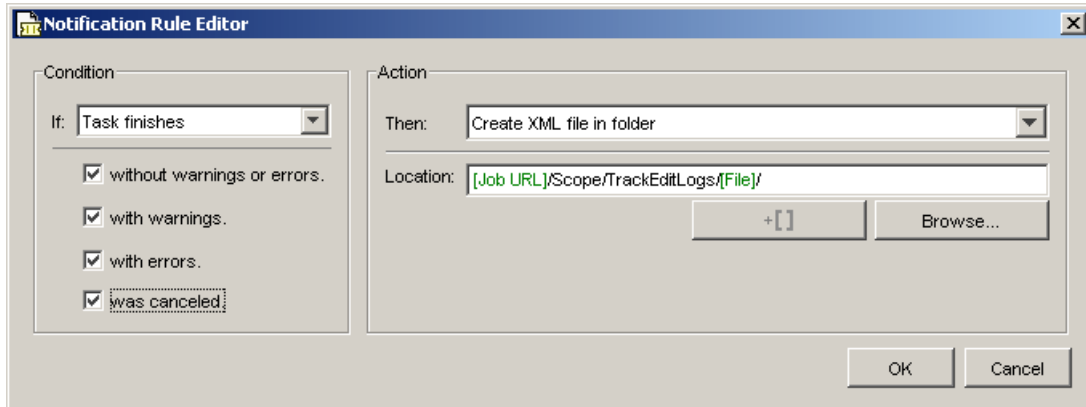 Notification Rule Editor
Condition
If: Task finishes
without warnings or errors.
with warnings.
with errors.
was canceled.
Action
Then: Create XML file in folder
Location: [Job URL]/Scope/TrackEditLogs/[File]/
+[]
Browse...
OK
Cancel